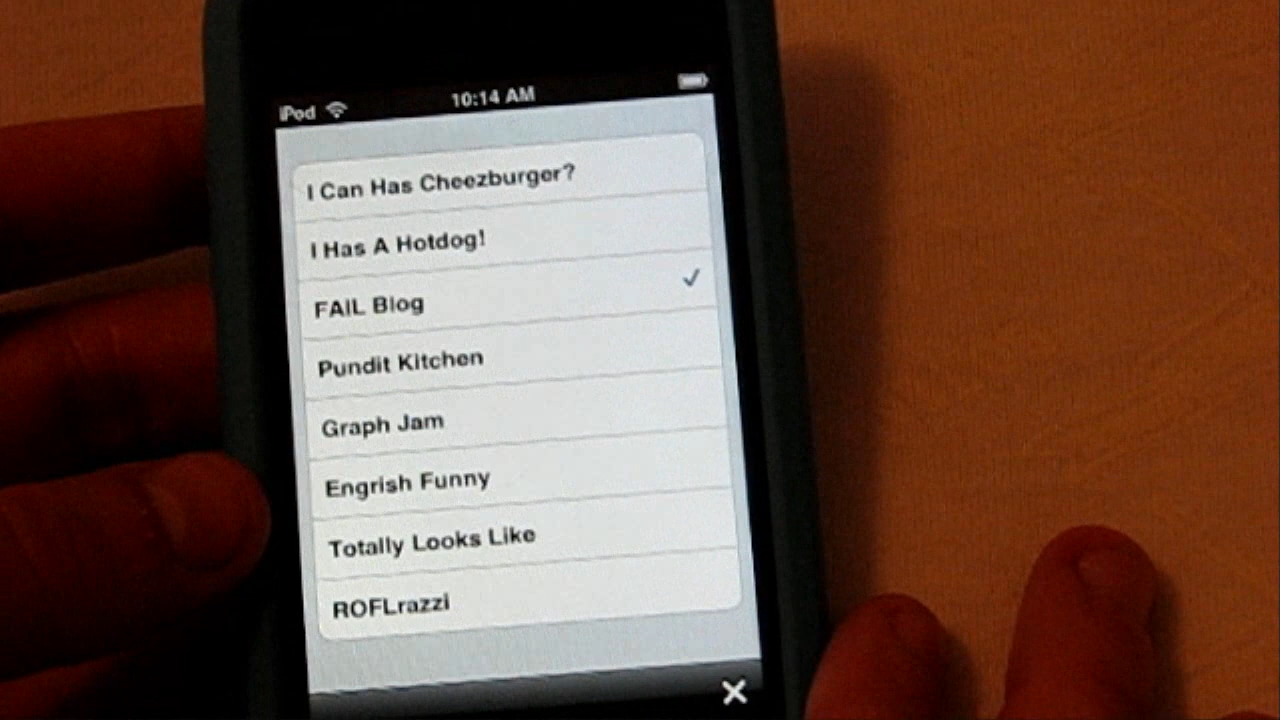 iPod 10:14 AM
I Can Has Cheezburger?
I Has A Hotdog!
FAIL Blog
Pundit Kitchen
Graph Jam
Engrish Funny
Totally Looks Like
ROFLrazzi